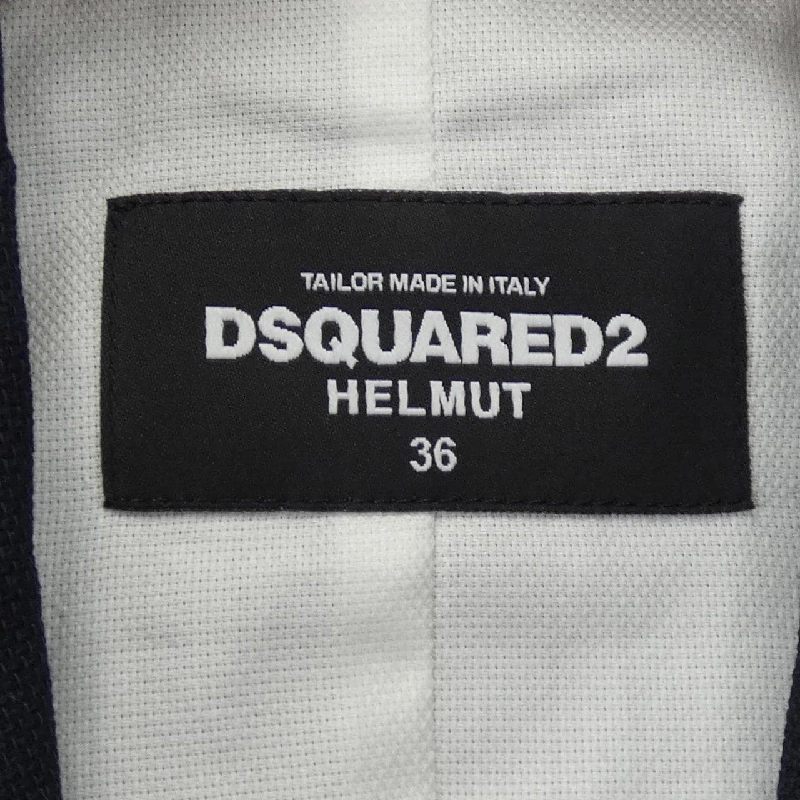 TAILOR MADE IN ITALY
DSQUARED2
HELMUT
36